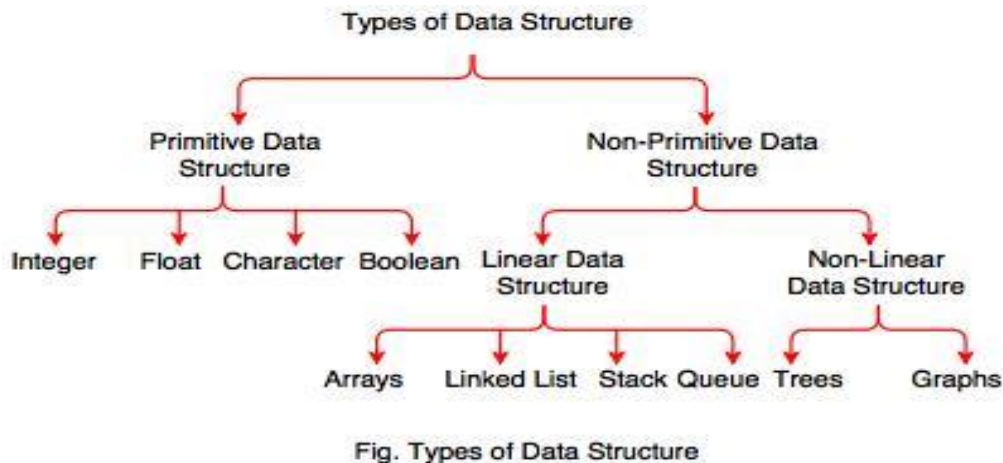 Types of Data Structure
Primitive Data
Structure
Non-Primitive Data
Structure
Integer
Float
Character
Boolean
Linear Data
Structure
Non-Linear
Data Structure
Arrays
Linked List
Stack
Queue
Trees
Graphs
Fig. Types of Data Structure